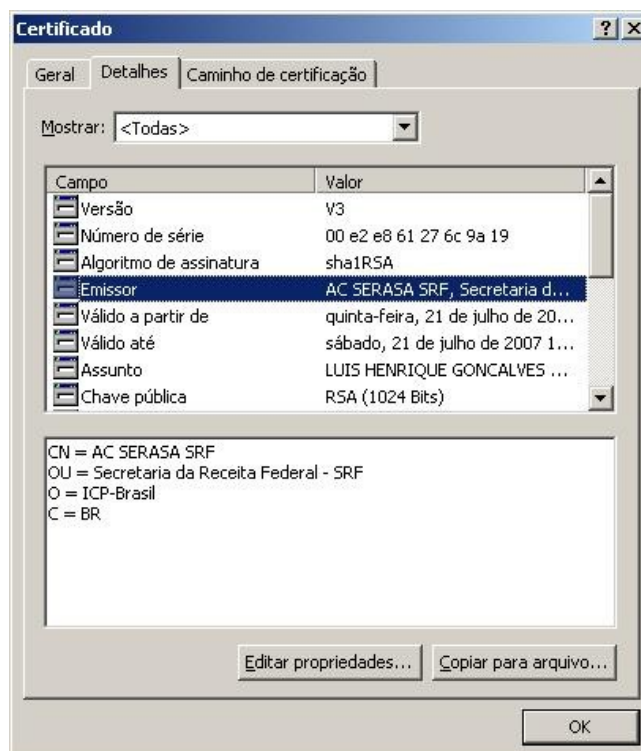 Certificado
Geral Detalhes Caminho de certificação
Mostrar: <Todas>
Campo Valor
Versão V3
Número de série 00 e2 e8 61 27 6c 9a 19
Algoritmo de assinatura sha1RSA
Emissor AC SERASA SRF, Secretaria d...
Válido a partir de quinta-feira, 21 de julho de 20...
Válido até sábado, 21 de julho de 2007 1...
Assunto LUIS HENRIQUE GONCALVES ...
Chave pública RSA (1024 Bits)
CN = AC SERASA SRF
OU = Secretaria da Receita Federal - SRF
O = ICP-Brasil
C = BR
Editar propriedades... Copiar para arquivo...
OK